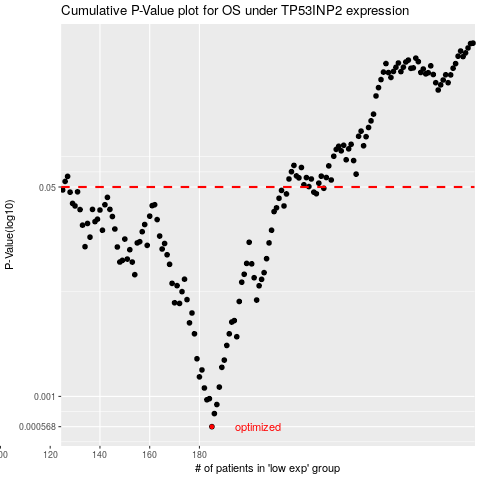 Cumulative P-Value plot for OS under TP53INP2 expression
P-Value(log10)
0.05
0.001
0.000568
optimized
00 120 140 160 180
# of patients in 'low exp' group